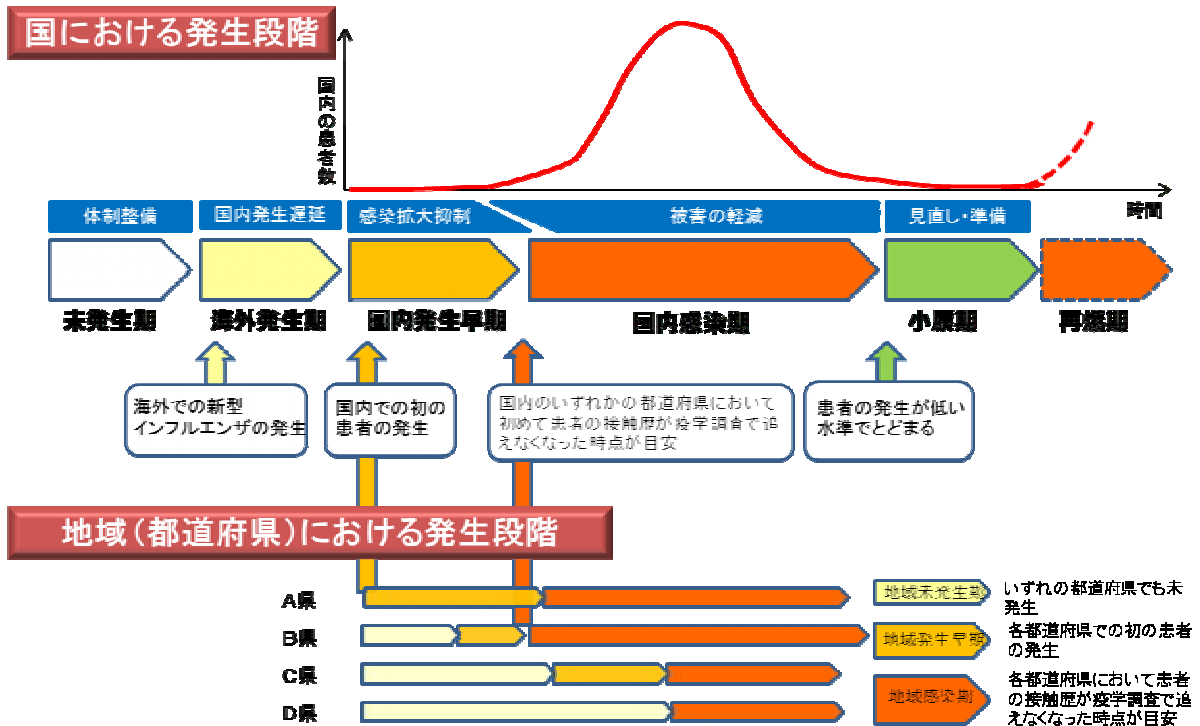 国における発生段階
国内の患者数
時間
体制整備
国内発生遅延
感染拡大抑制
被害の軽減
見直し・準備
未発生期
海外発生期
国内発生早期
国内感染期
小康期
再燃期
海外での新型
インフルエンザの発生
国内での初の
患者の発生
国内のいずれかの都道府県において
初めて患者の接触歴が疫学調査で追
えなくなった時点が目安
患者の発生が低い
水準でとどまる
地域(都道府県)における発生段階
A県
B県
C県
D県
地域未発生期
いずれの都道府県でも未
発生
地域発生早期
各都道府県での初の患者
の発生
地域感染期
各都道府県において患者
の接触歴が疫学調査で追
えなくなった時点が目安